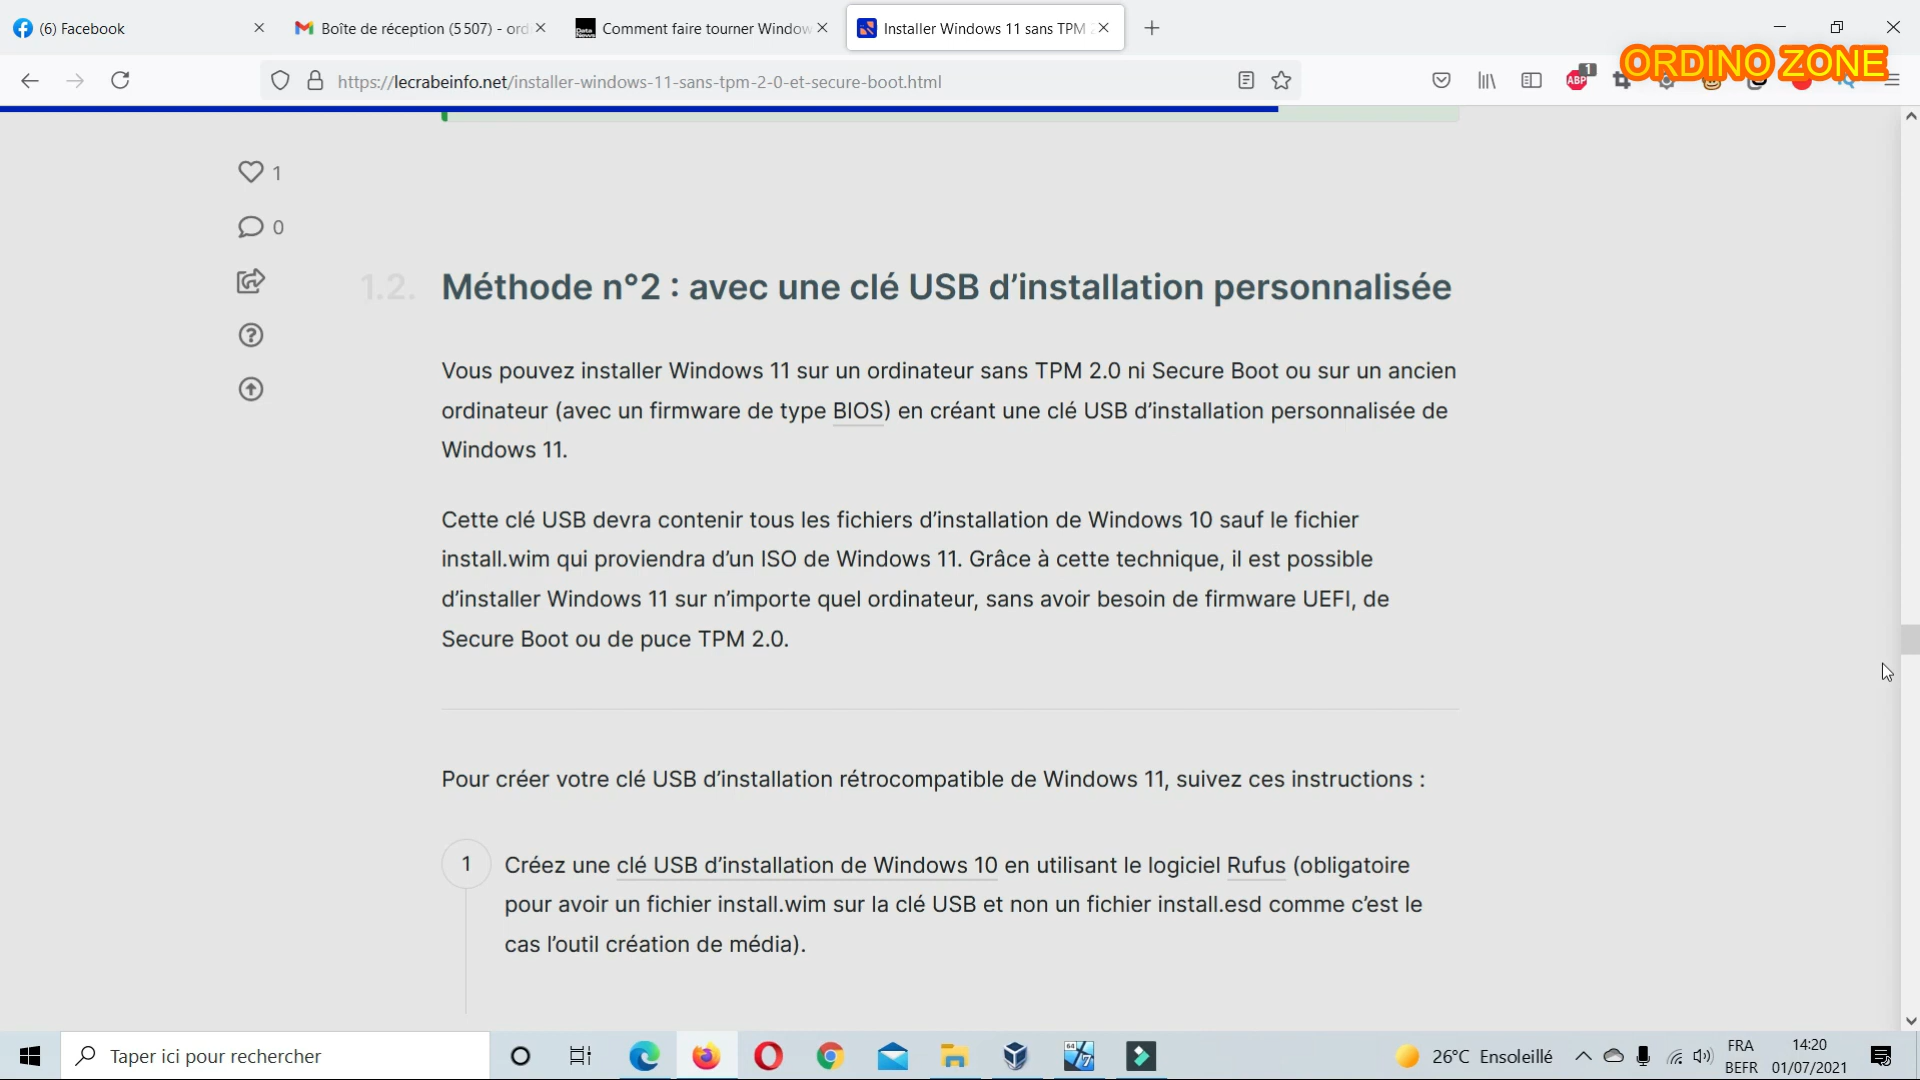 (6) Facebook
Boîte de réception (5 507) - ord
Comment faire tourner Window
Installer Windows 11 sans TPM 2
ORDINO ZONE
https://lecrabeinfo.net/installer-windows-11-sans-tpm-2-0-et-secure-boot.html
ABP
1
1
0
1.2. Méthode n°2 : avec une clé USB d’installation personnalisée
Vous pouvez installer Windows 11 sur un ordinateur sans TPM 2.0 ni Secure Boot ou sur un ancien
ordinateur (avec un firmware de type BIOS) en créant une clé USB d’installation personnalisée de
Windows 11.
Cette clé USB devra contenir tous les fichiers d’installation de Windows 10 sauf le fichier
install.wim qui proviendra d’un ISO de Windows 11. Grâce à cette technique, il est possible
d’installer Windows 11 sur n’importe quel ordinateur, sans avoir besoin de firmware UEFI, de
Secure Boot ou de puce TPM 2.0.
Pour créer votre clé USB d’installation rétrocompatible de Windows 11, suivez ces instructions :
1 Créez une clé USB d’installation de Windows 10 en utilisant le logiciel Rufus (obligatoire
pour avoir un fichier install.wim sur la clé USB et non un fichier install.esd comme c’est le
cas l’outil création de média).
Taper ici pour rechercher
26°C Ensoleillé
FRA
BEFR
14:20
01/07/2021